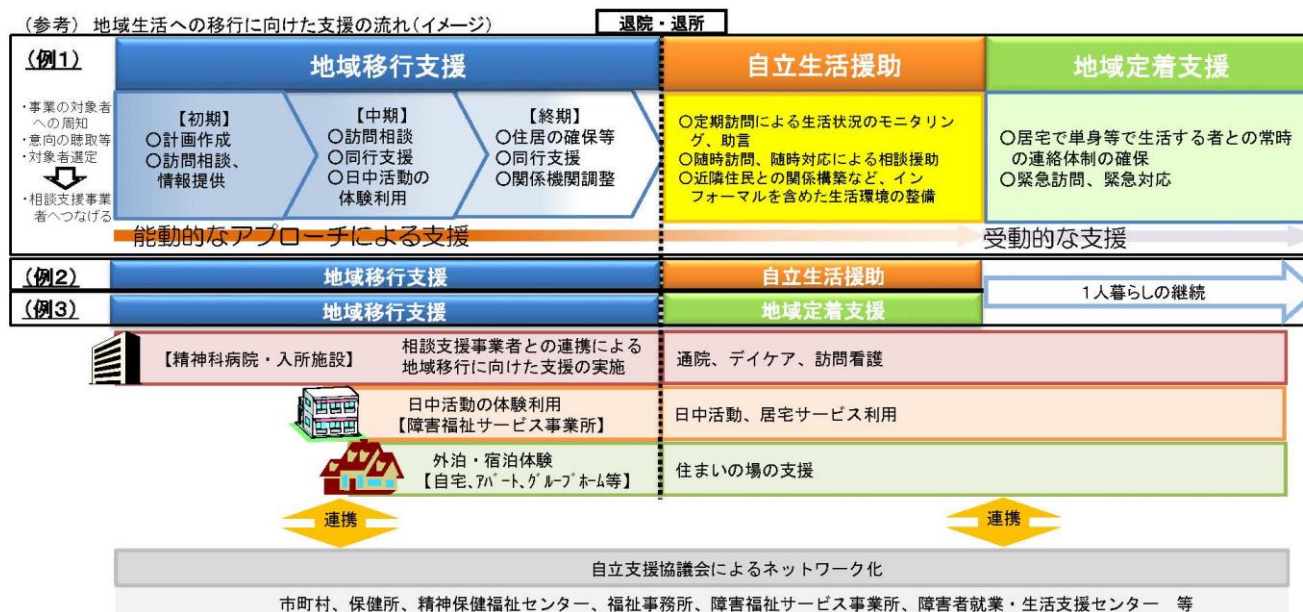 (参考) 地域生活への移行に向けた支援の流れ(イメージ)
退院・退所
(例1)
地域移行支援
自立生活援助
地域定着支援
・事業の対象者
への周知
・意向の聴取等
・対象者選定
・相談支援事業
者へつなげる
【初期】
○計画作成
○訪問相談、
情報提供
【中期】
○訪問相談
○同行支援
○日中活動の
体験利用
【終期】
○住居の確保等
○同行支援
○関係機関調整
○定期訪問による生活状況のモニタリン
グ、助言
○随時訪問、随時対応による相談援助
○近隣住民との関係構築など、イン
フォーマルを含めた生活環境の整備
○居宅で単身等で生活する者との常時
の連絡体制の確保
○緊急訪問、緊急対応
能動的なアプローチによる支援
受動的な支援
(例2)
地域移行支援
自立生活援助
1人暮らしの継続
(例3)
地域移行支援
地域定着支援
【精神科病院・入所施設】
相談支援事業者との連携による
地域移行に向けた支援の実施
通院、デイケア、訪問看護
日中活動の体験利用
【障害福祉サービス事業所】
日中活動、居宅サービス利用
外泊・宿泊体験
【自宅、アパート、グループホーム等】
住まいの場の支援
連携
連携
自立支援協議会によるネットワーク化
市町村、保健所、精神保健福祉センター、福祉事務所、障害福祉サービス事業所、障害者就業・生活支援センター 等